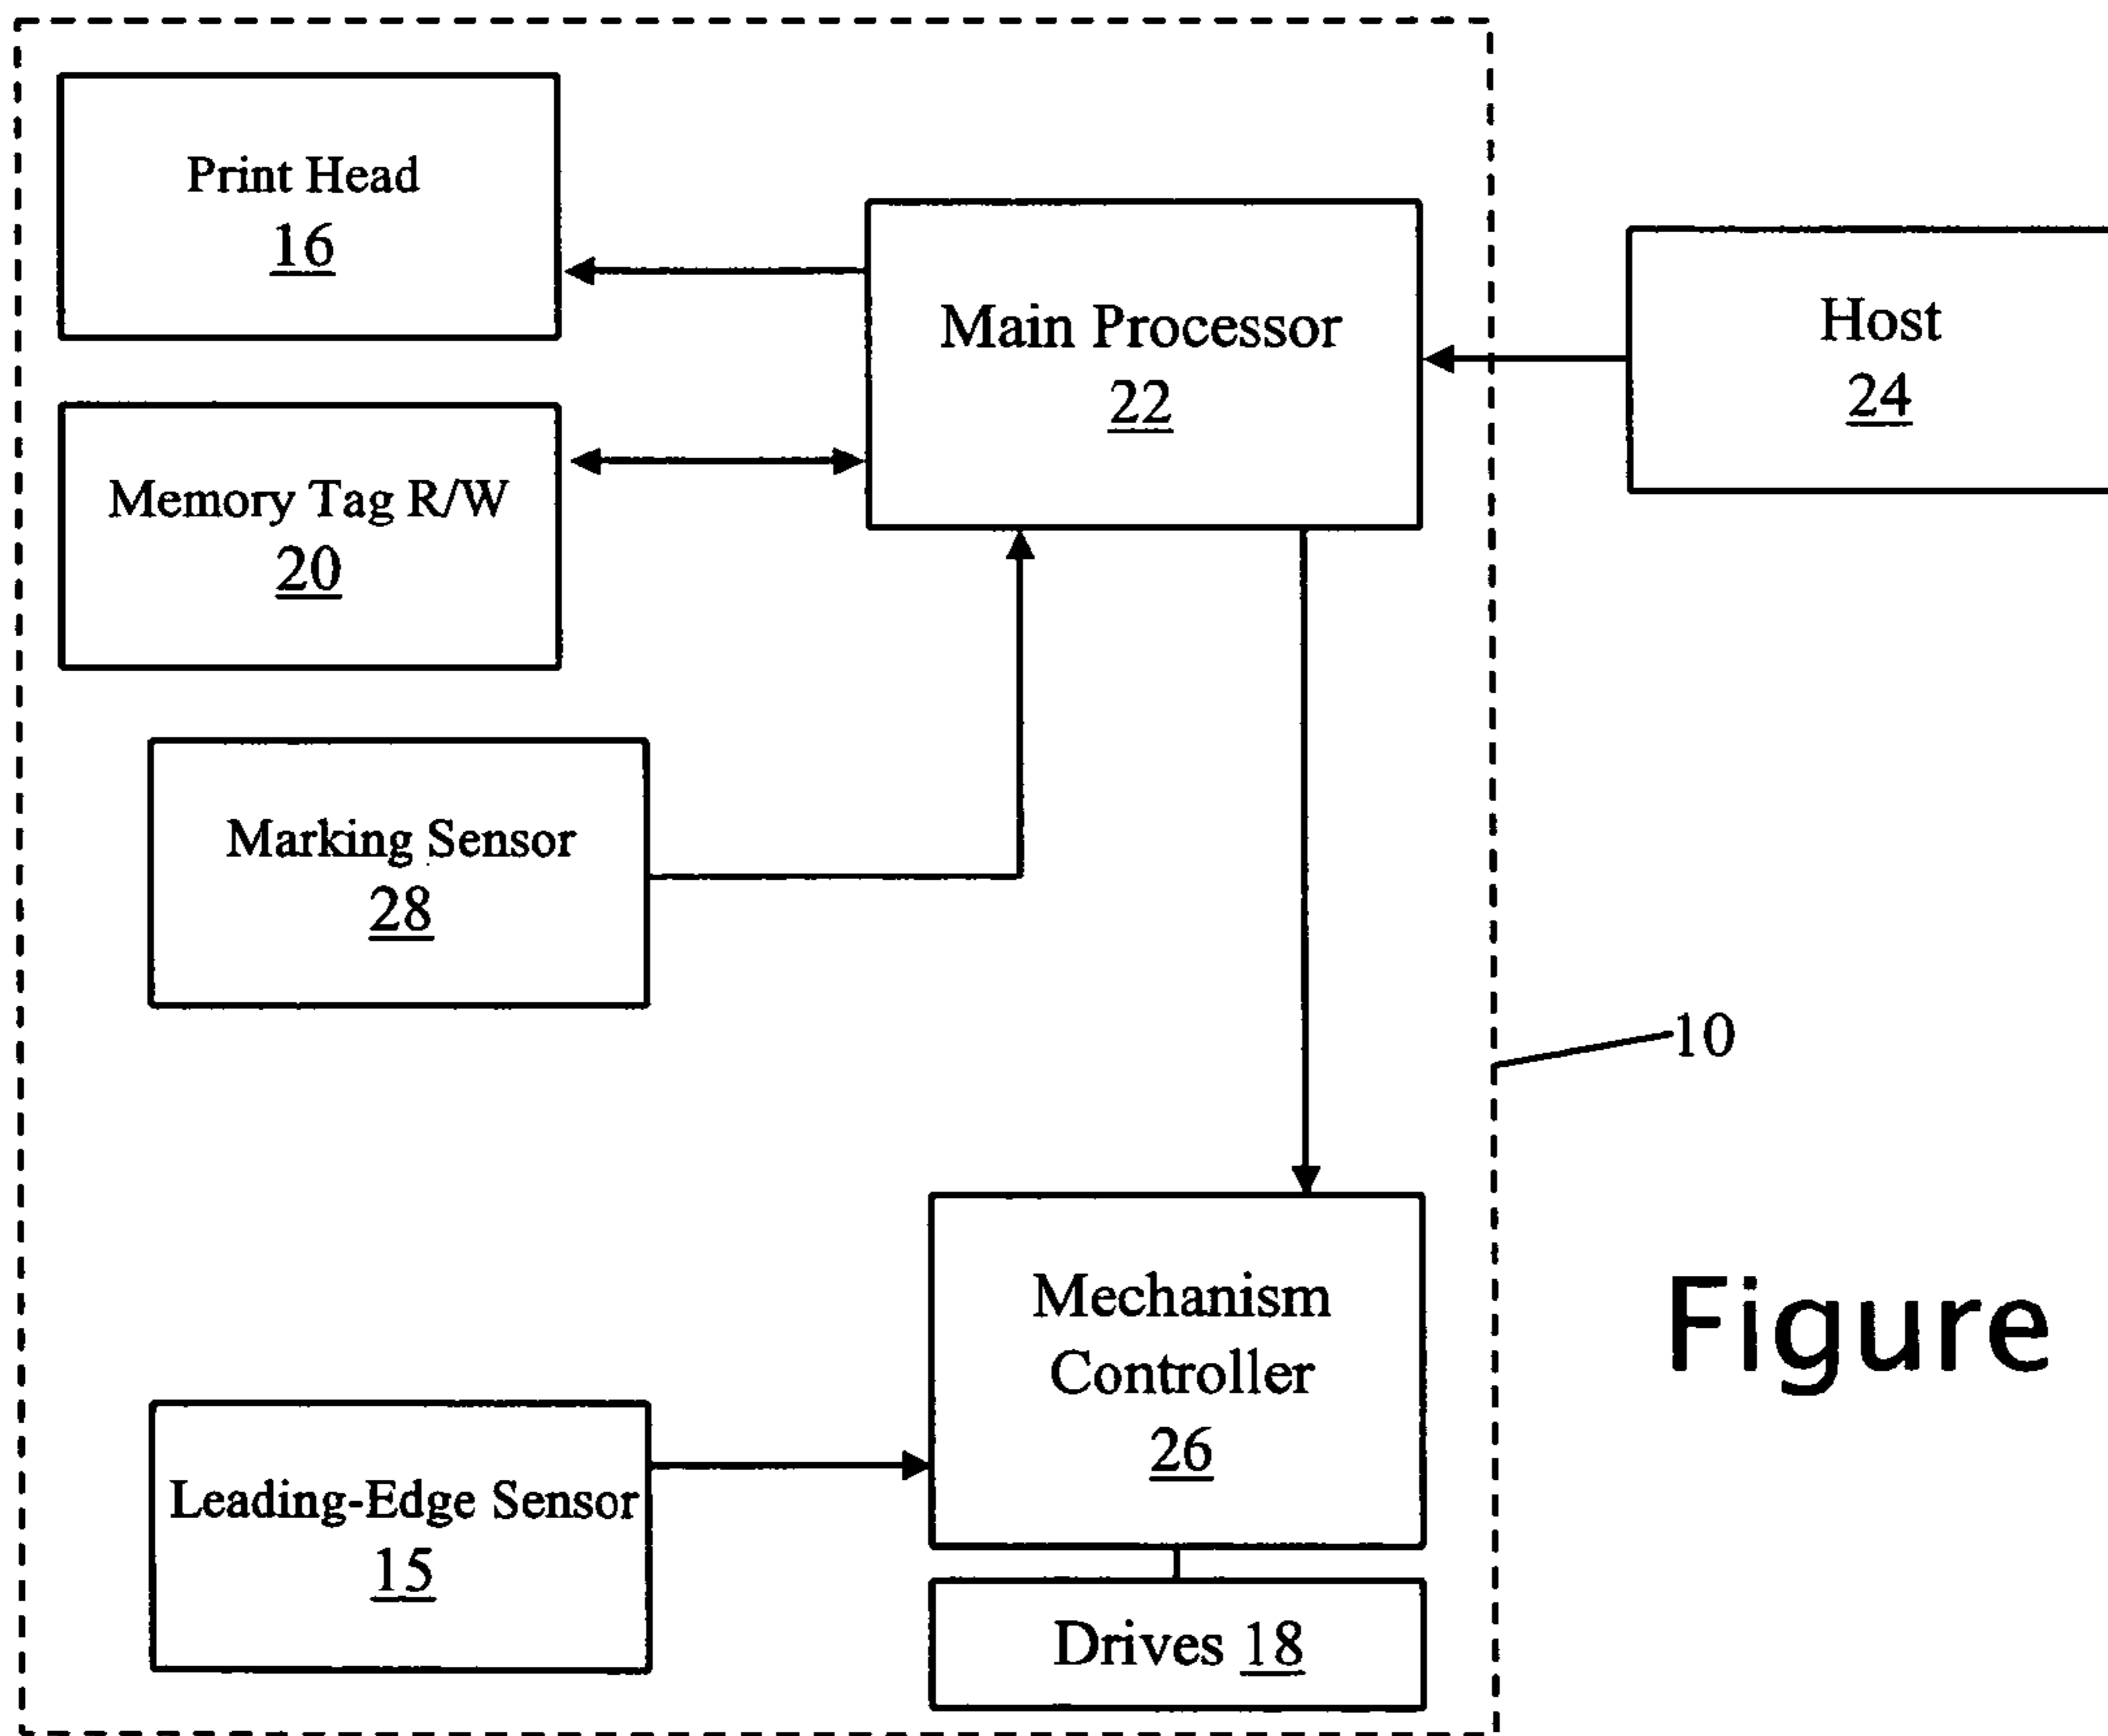 Print Head
16
Main Processor
22
Host
24
Memory Tag R/W
20
Marking Sensor
28
10
Mechanism
Controller
26
Figure
Leading-Edge Sensor
15
Drives 18